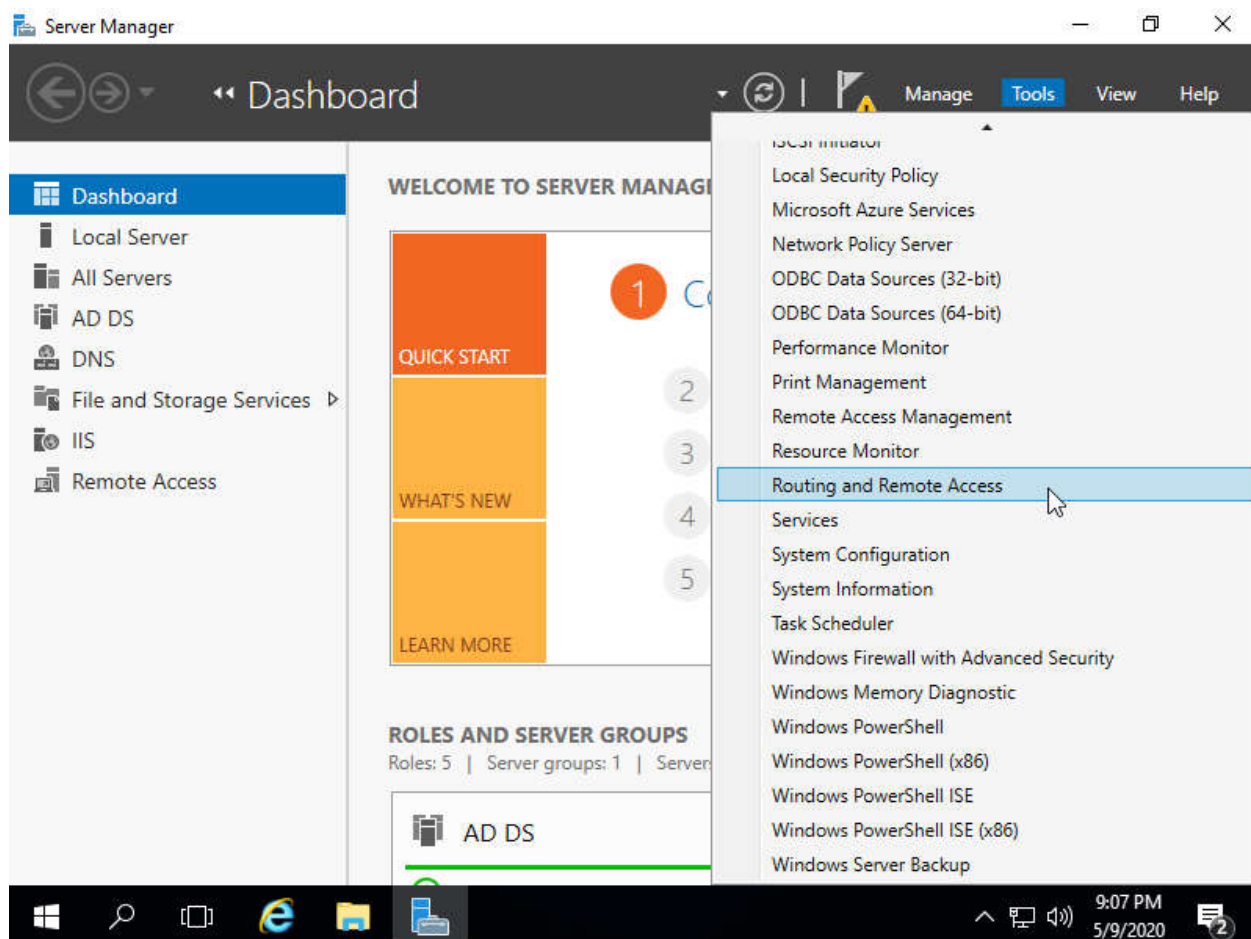 Server Manager
Dashboard
Manage Tools View Help
Dashboard
Local Server
All Servers
AD DS
DNS
File and Storage Services
IIS
Remote Access
WELCOME TO SERVER
QUICK START
WHAT'S NEW
LEARN MORE
1
2
3
4
5
ROLES AND SERVER GROUPS
Roles: 5 | Server groups: 1 |
AD DS
iSCSI Initiator
Local Security Policy
Microsoft Azure Services
Network Policy Server
ODBC Data Sources (32-bit)
ODBC Data Sources (64-bit)
Performance Monitor
Print Management
Remote Access Management
Resource Monitor
Routing and Remote Access
Services
System Configuration
System Information
Task Scheduler
Windows Firewall with Advanced Security
Windows Memory Diagnostic
Windows PowerShell
Windows PowerShell (x86)
Windows PowerShell ISE
Windows PowerShell ISE (x86)
Windows Server Backup
9:07 PM
5/9/2020
2